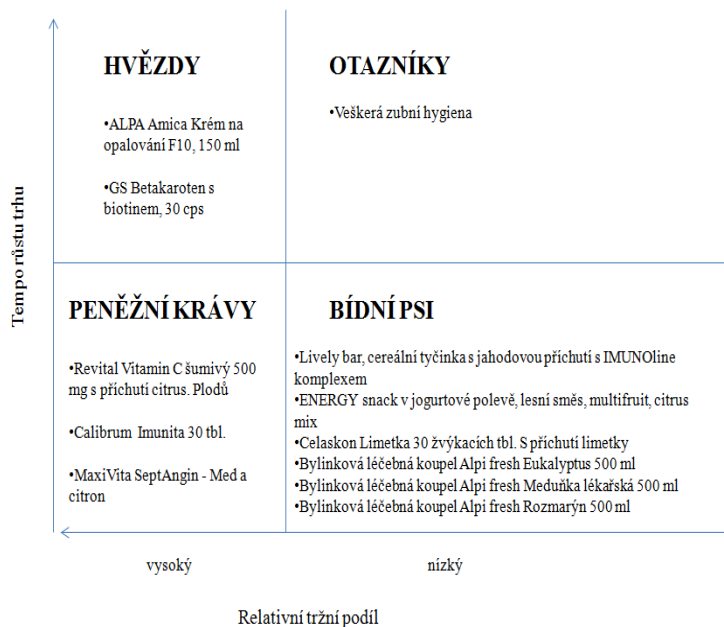 HVĚZDY
•ALPA Amica Krém na
opalování F10, 150 ml
•GS Betakaroten s
biotinem, 30 cps
OTAZNÍKY
•Veškerá zubní hygiena
Tempo růstu trhu
PENĚŽNÍ KRÁVY
•Revital Vitamin C šumivý 500
mg s příchutí citrus. Plodů
•Calibrum  Imunita 30 tbl.
•MaxiVita SeptAngin - Med a
citron
BÍDNÍ PSI
•Lively bar, cereální tyčinka s jahodovou příchutí s IMUNOline
komplexem
•ENERGY snack v jogurtové polevě, lesní směs, multifruit, citrus
mix
•Celaskon Limetka 30 žvýkacích tbl. S příchutí limetky
•Bylinková léčebná koupel Alpi fresh Eukalyptus 500 ml
•Bylinková léčebná koupel Alpi fresh Meduňka lékařská 500 ml
•Bylinková léčebná koupel Alpi fresh Rozmarýn 500 ml
vysoký
nízký
Relativní tržní podíl